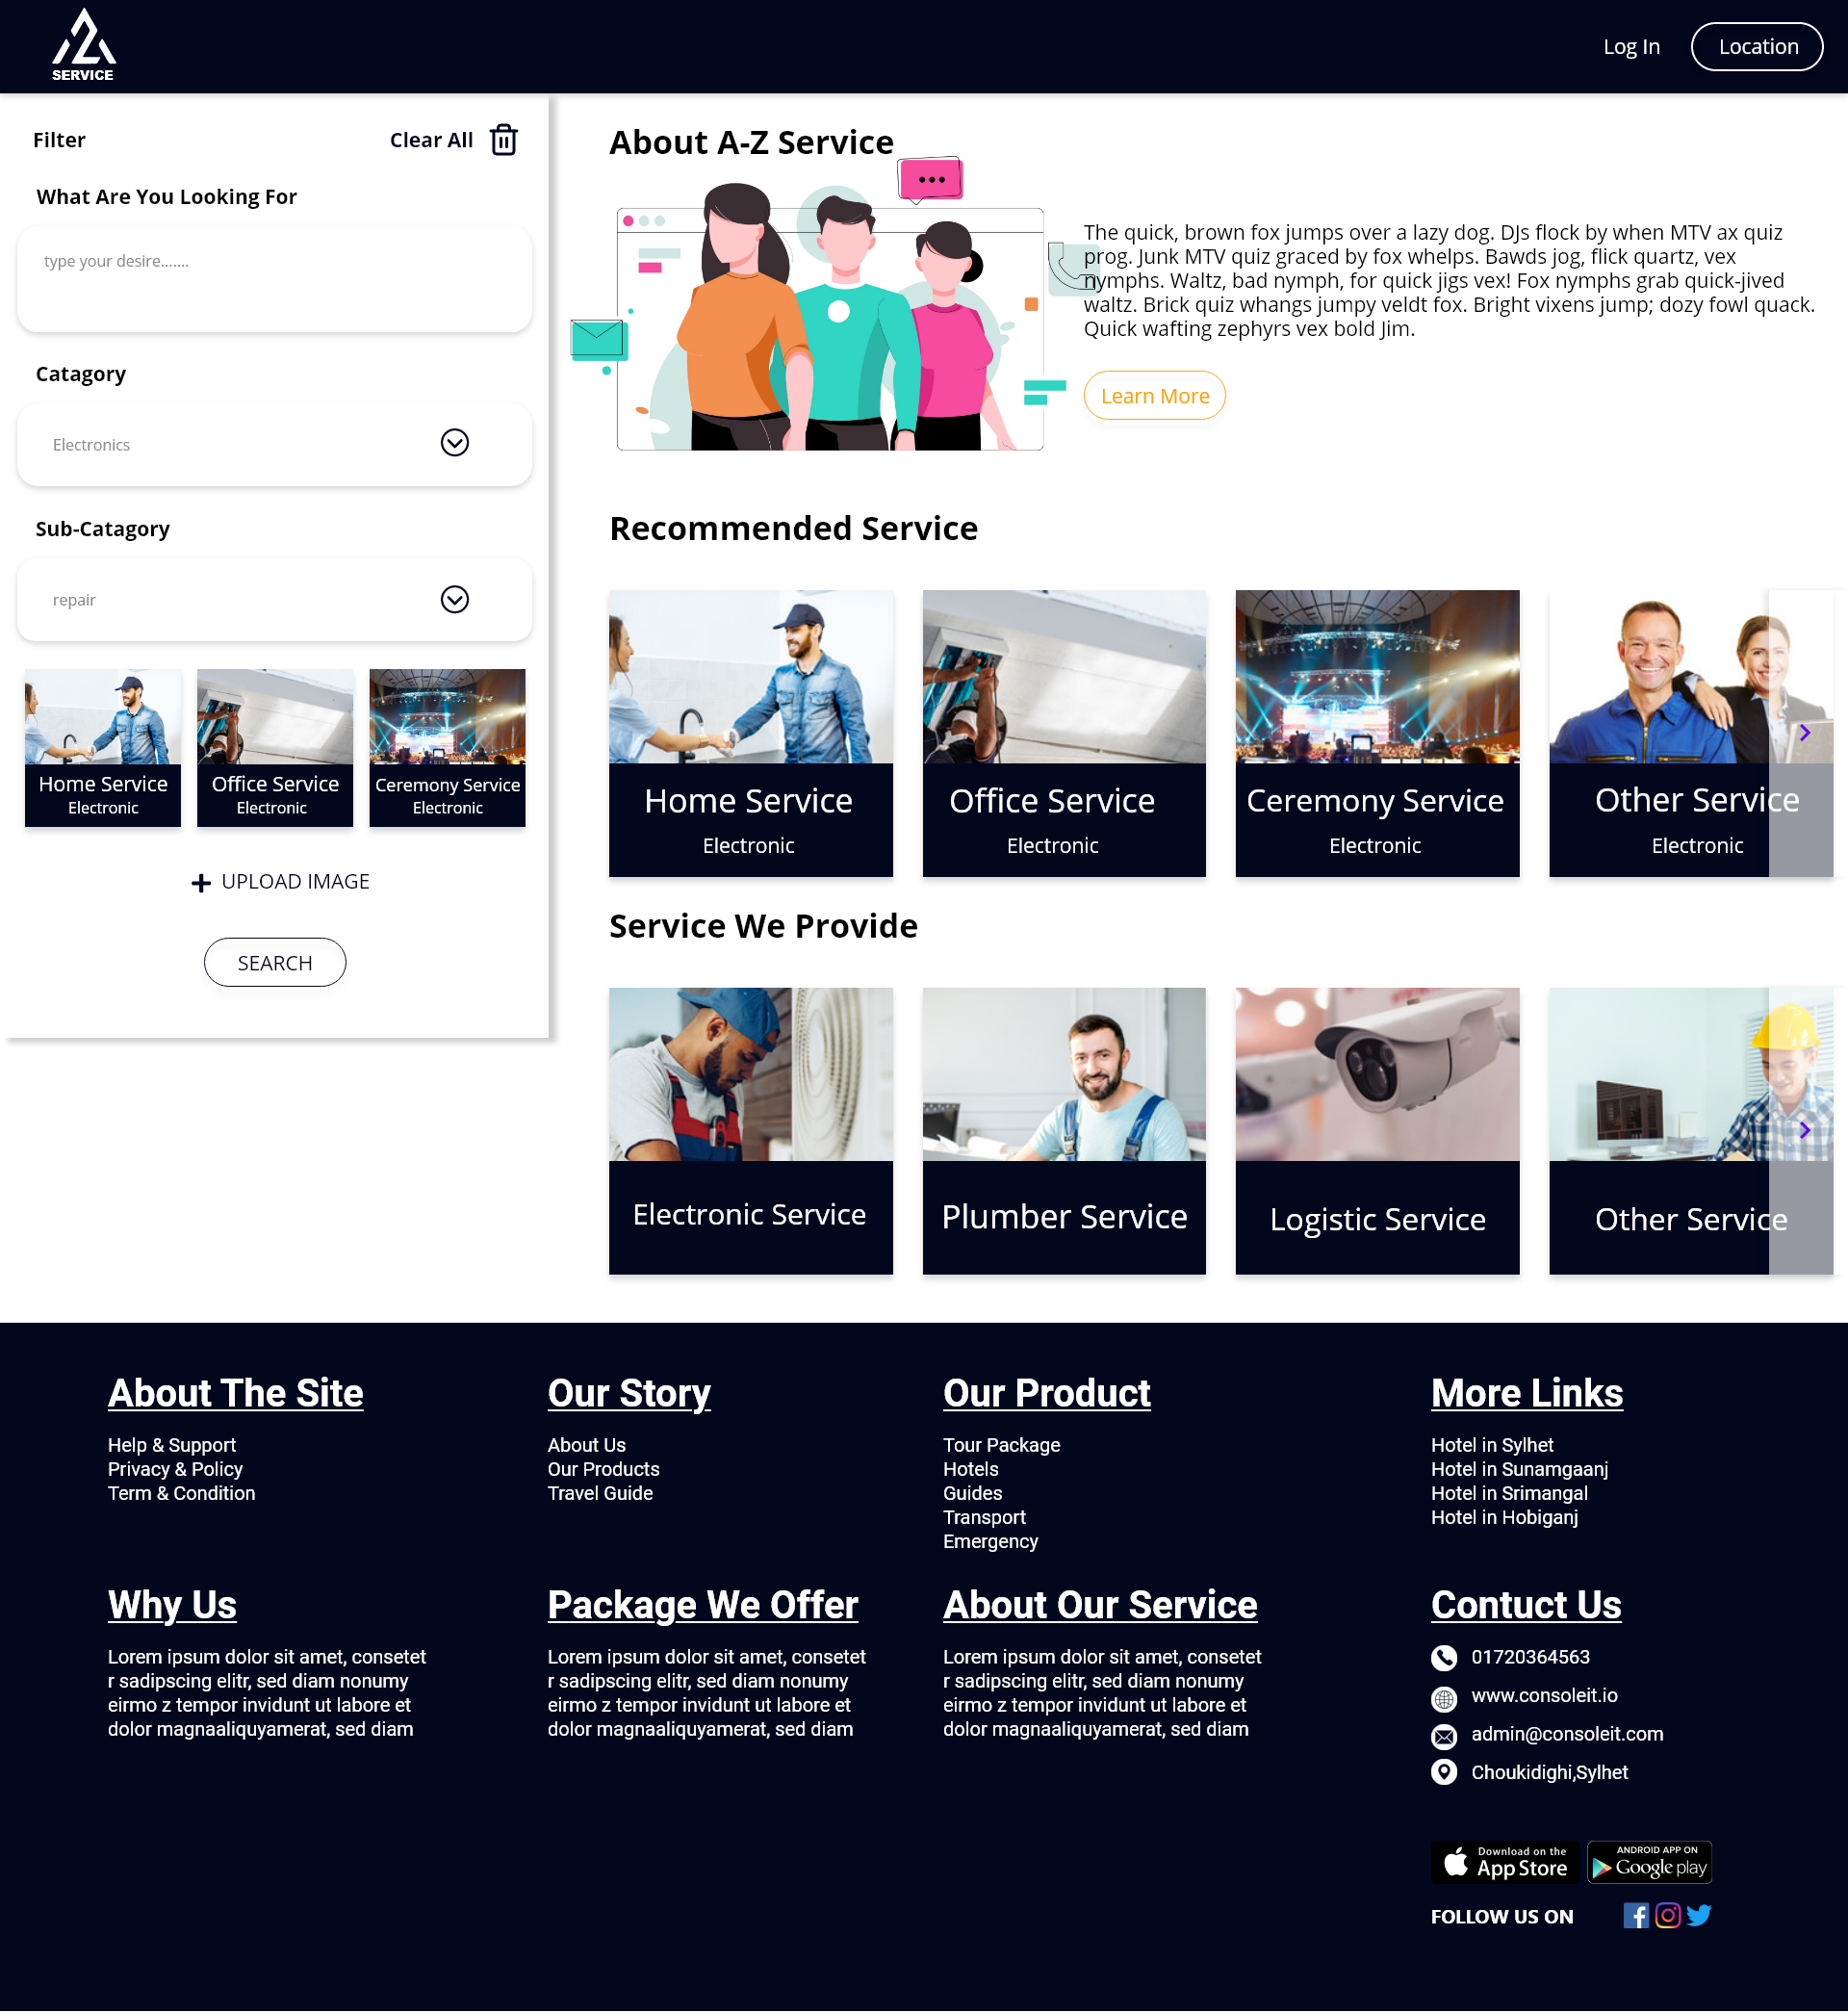 SERVICE
Log In
Location
Filter
Clear All
What Are You Looking For
type your desire.......
Catagory
Electronics
Sub-Catagory
repair
Home Service
Electronic
Office Service
Electronic
Ceremony Service
Electronic
UPLOAD IMAGE
SEARCH
About A-Z Service
The quick, brown fox jumps over a lazy dog. DJs flock by when MTV ax quiz
prog. Junk MTV quiz graced by fox whelps. Bawds jog, flick quartz, vex
nymphs. Waltz, bad nymph, for quick jigs vex! Fox nymphs grab quick-jived
waltz. Brick quiz whangs jumpy veldt fox. Bright vixens jump; dozy fowl quack.
Quick wafting zephyrs vex bold Jim.
Learn More
Recommended Service
Home Service
Electronic
Office Service
Electronic
Ceremony Service
Electronic
Other Service
Electronic
Service We Provide
Electronic Service
Plumber Service
Logistic Service
Other Service
About The Site
Help & Support
Privacy & Policy
Term & Condition
Our Story
About Us
Our Products
Travel Guide
Our Product
Tour Package
Hotels
Guides
Transport
Emergency
More Links
Hotel in Sylhet
Hotel in Sunamgaanj
Hotel in Srimangal
Hotel in Hobiganj
Why Us
Lorem ipsum dolor sit amet, consetet
r sadipscing elitr, sed diam nonumy
eirmo z tempor invidunt ut labore et
dolor magnaaliquyamerat, sed diam
Package We Offer
Lorem ipsum dolor sit amet, consetet
r sadipscing elitr, sed diam nonumy
eirmo z tempor invidunt ut labore et
dolor magnaaliquyamerat, sed diam
About Our Service
Lorem ipsum dolor sit amet, consetet
r sadipscing elitr, sed diam nonumy
eirmo z tempor invidunt ut labore et
dolor magnaaliquyamerat, sed diam
Contuct Us
01720364563
www.consoleit.io
admin@consoleit.com
Choukidighi,Sylhet
Download on the
App Store
ANDROID APP ON
Google play
FOLLOW US ON